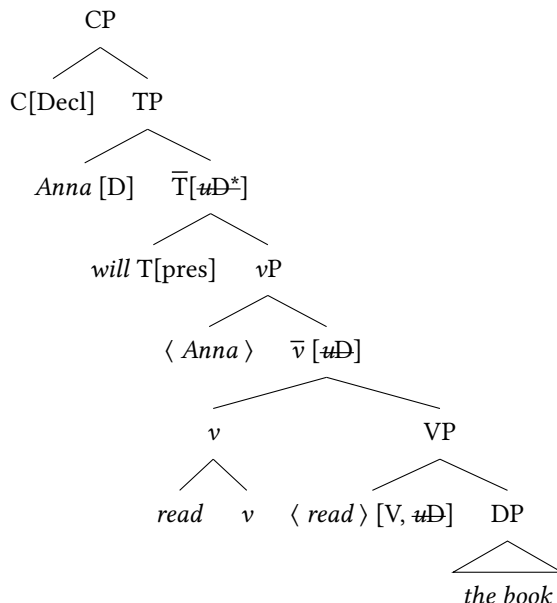 CP
C[Decl] TP
Anna [D] T̅[uD*]
will T[pres] vP
⟨ Anna ⟩ v̅ [uD]
v VP
read v ⟨ read ⟩ [V, uD] DP
the book